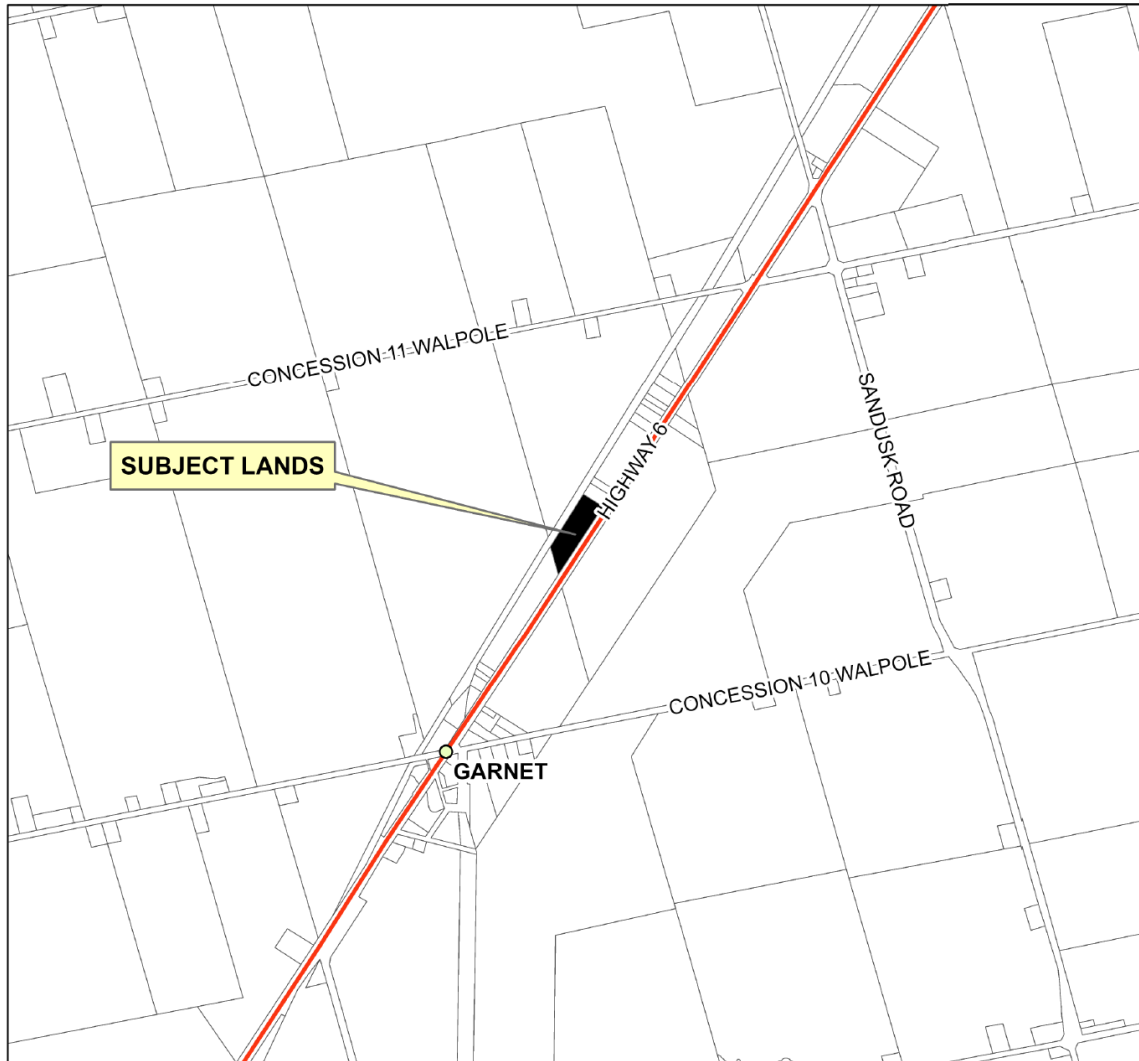 CONCESSION 11 WALPOLE
SUBJECT LANDS
HIGHWAY 6
SANDUSK ROAD
CONCESSION 10 WALPOLE
GARNET